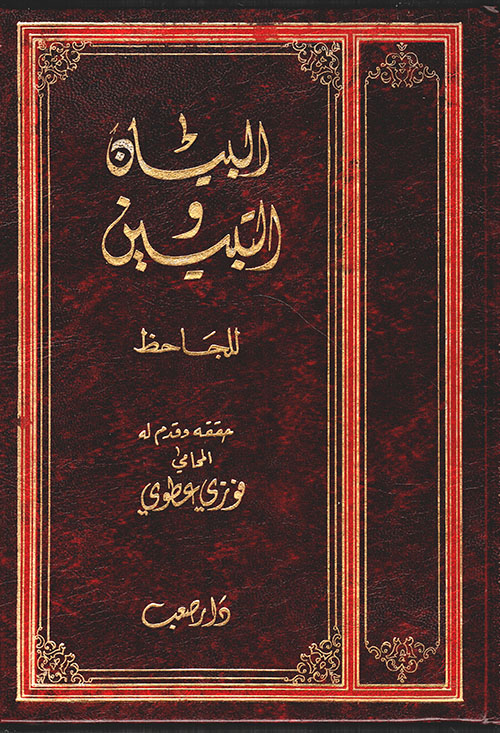 البيان
و
التبيين
للجاحظ
حققه وقدم له
المحامي
فوزي عطوي
دار صعب